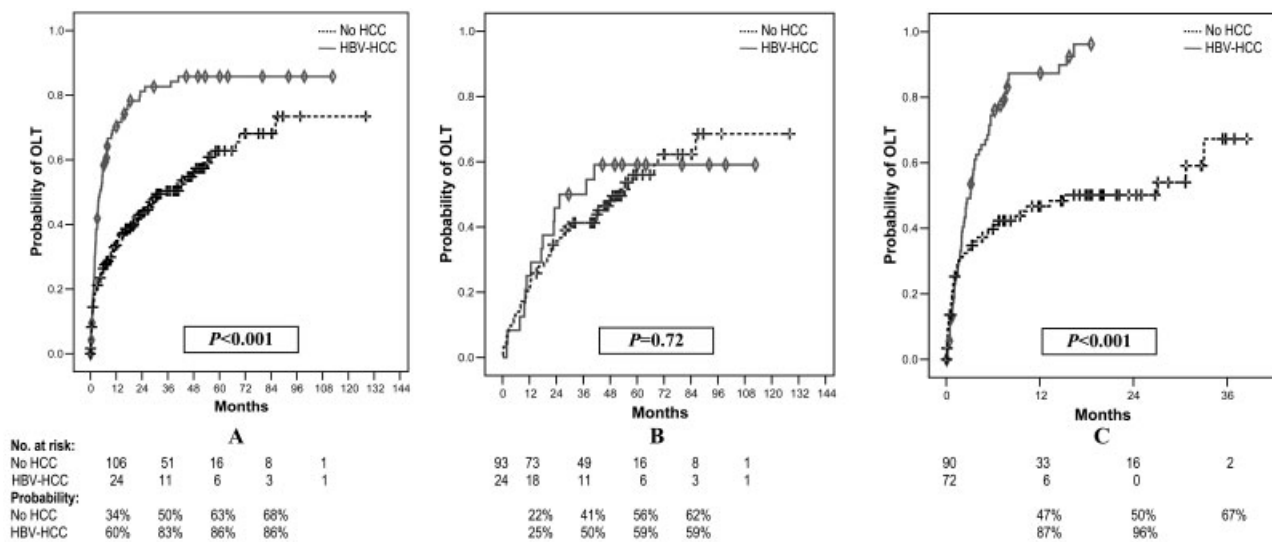 No HCC
HBV-HCC
Probability of OLT
1.0
0.8
0.6
0.4
0.2
0.0
P<0.001
0 12 24 36 48 60 72 84 96 108 120 132 144
Months
A
No HCC
HBV-HCC
Probability of OLT
1.0
0.8
0.6
0.4
0.2
0.0
P=0.72
0 12 24 36 48 60 72 84 96 108 120 132 144
Months
B
No HCC
HBV-HCC
Probability of OLT
1.0
0.8
0.6
0.4
0.2
0.0
P<0.001
0 12 24 36
Months
C
No. at risk:
No HCC 106 51 16 8 1 93 73 49 16 8 1 90 33 16 2
HBV-HCC 24 11 6 3 1 24 18 11 6 3 1 72 6 0
Probability:
No HCC 34% 50% 63% 68% 22% 41% 56% 62% 47% 50% 67%
HBV-HCC 60% 83% 86% 86% 25% 50% 59% 59% 87% 96%